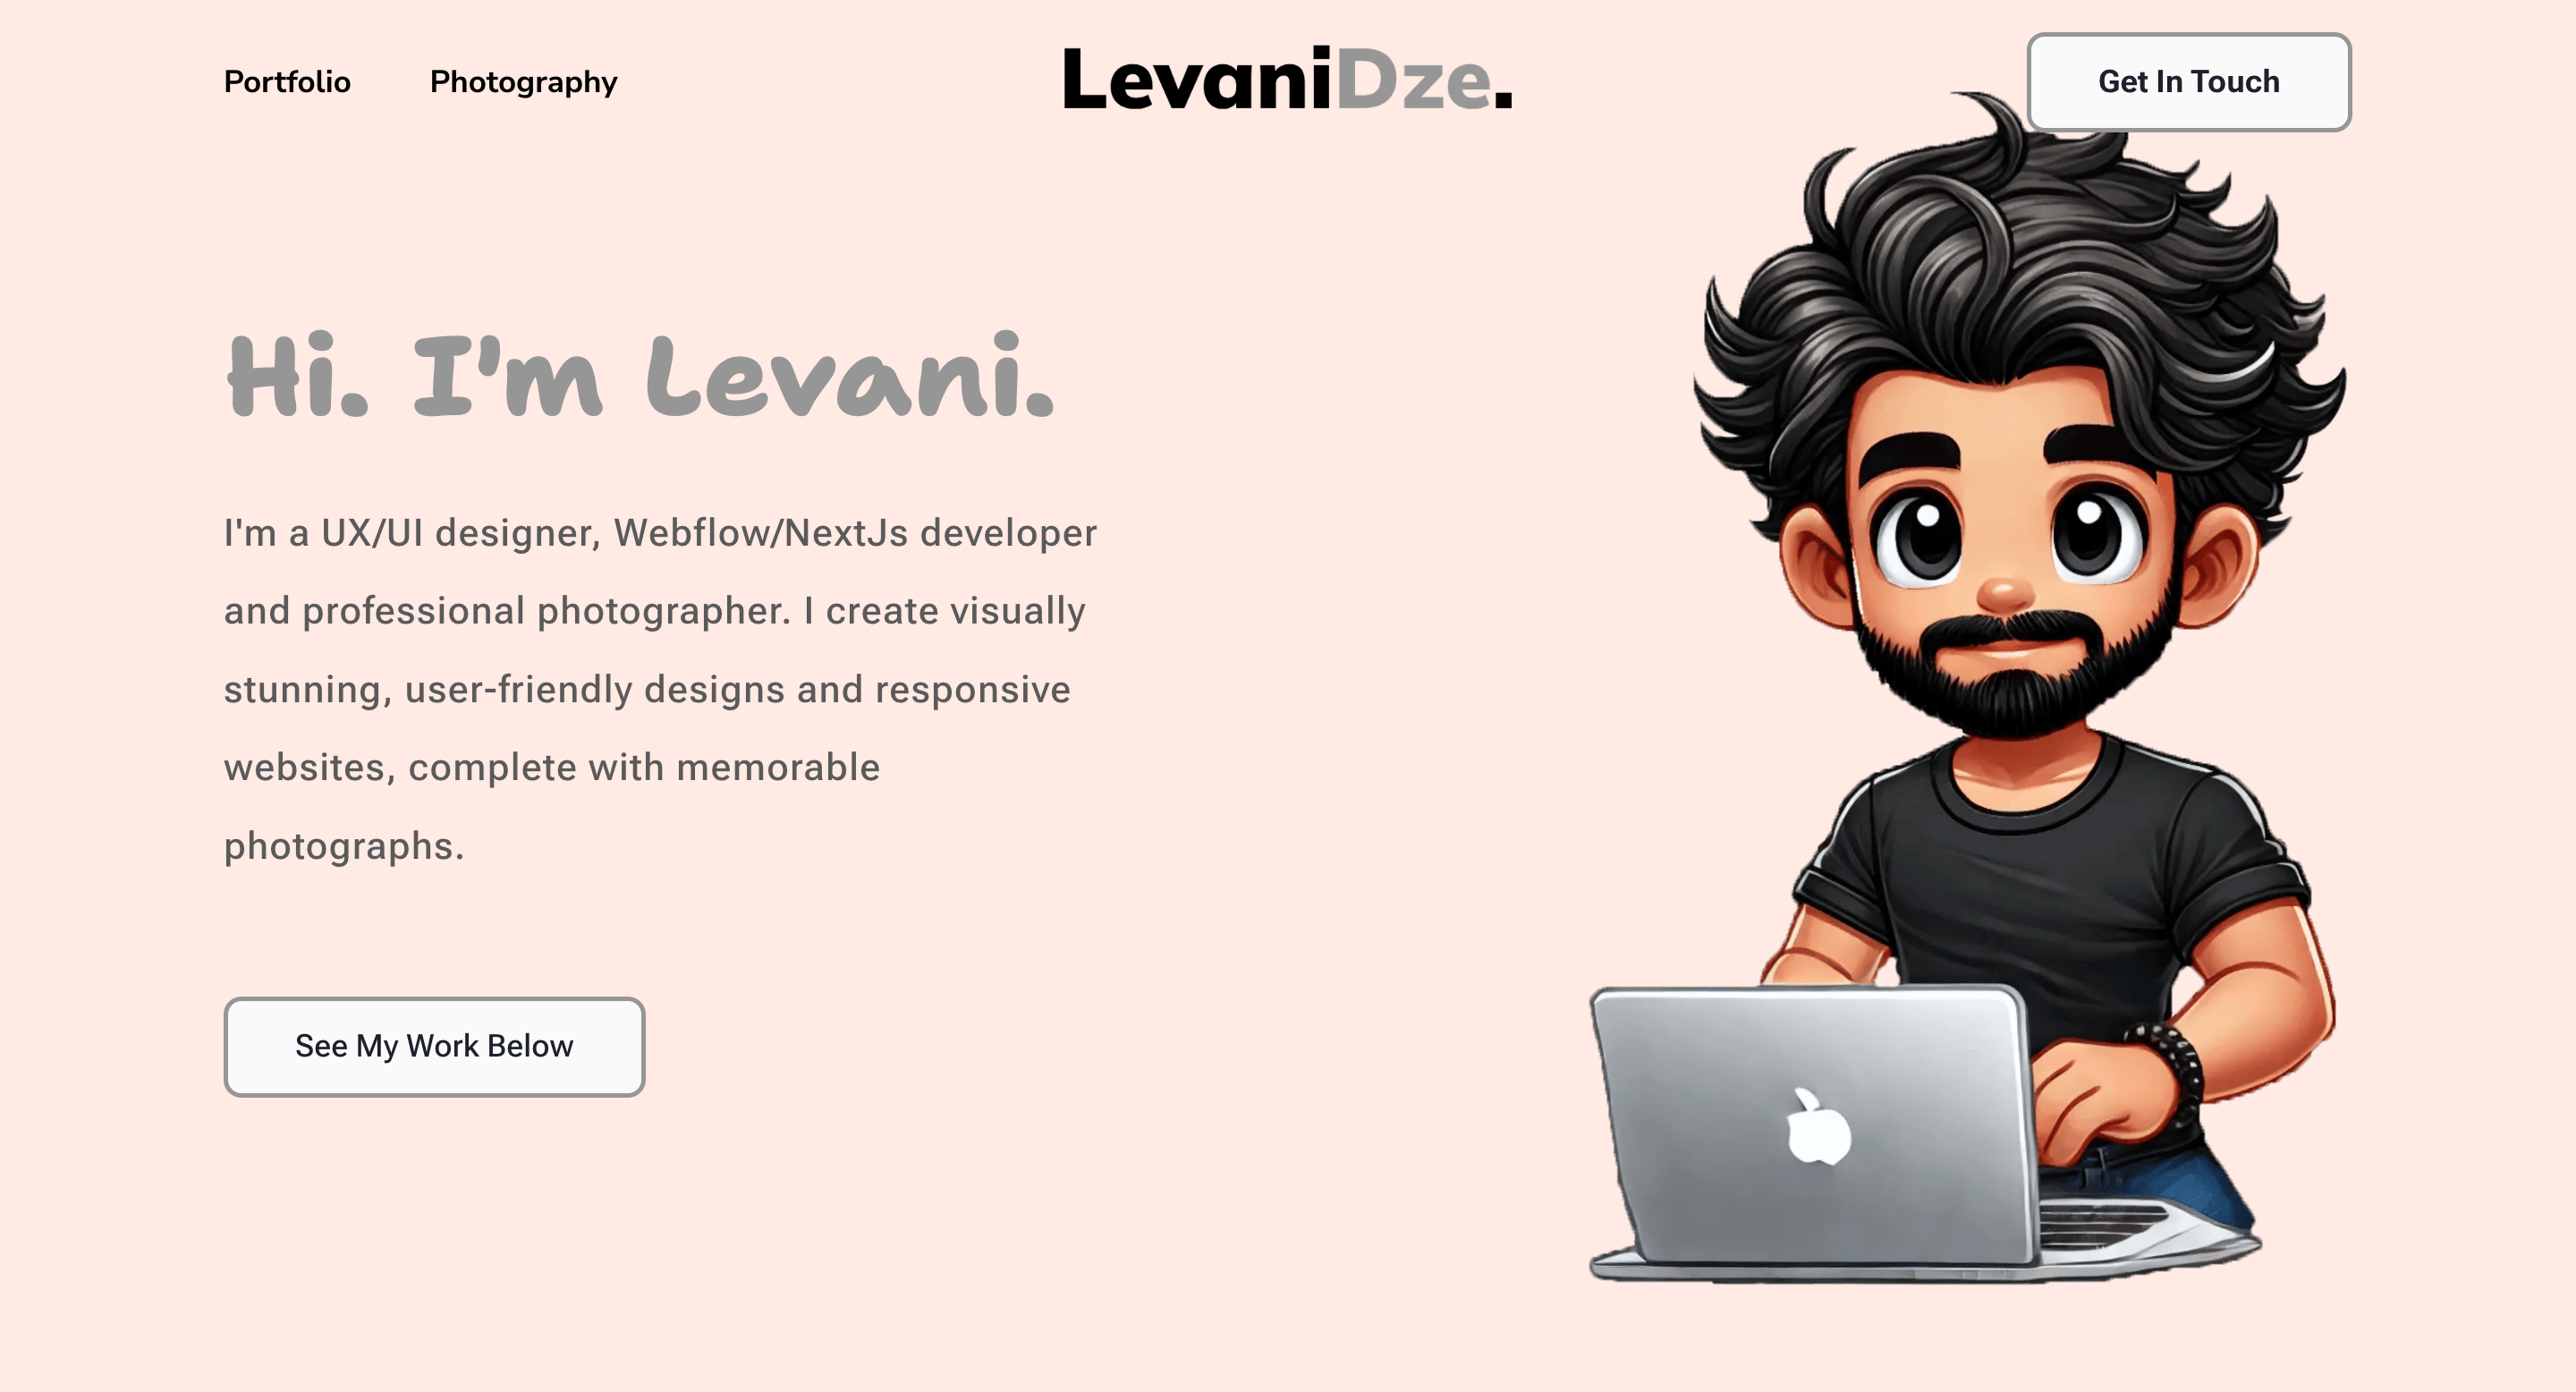 Portfolio
Photography
LevaniDze.
Get In Touch
Hi. I'm Levani.
I'm a UX/UI designer, Webflow/NextJs developer
and professional photographer. I create visually
stunning, user-friendly designs and responsive
websites, complete with memorable
photographs.
See My Work Below